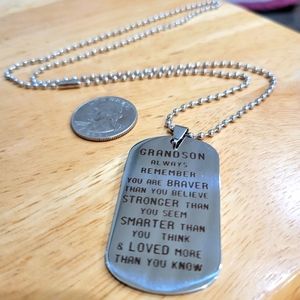 GRANDSON
ALWAYS
REMEMBER
YOU ARE BRAVER
THAN YOU BELIEVE
STRONGER THAN
YOU SEEM
SMARTER THAN
YOU THINK
& LOVED MORE
THAN YOU KNOW